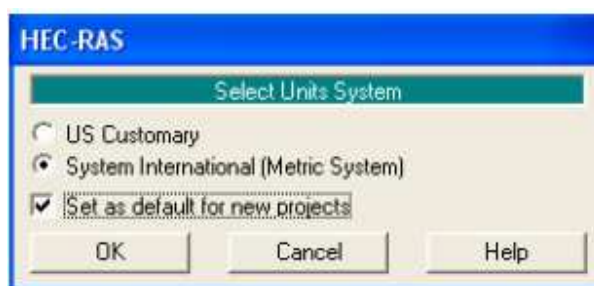 HEC-RAS
Select Units System
US Customary
System International (Metric System)
Set as default for new projects
OK Cancel Help